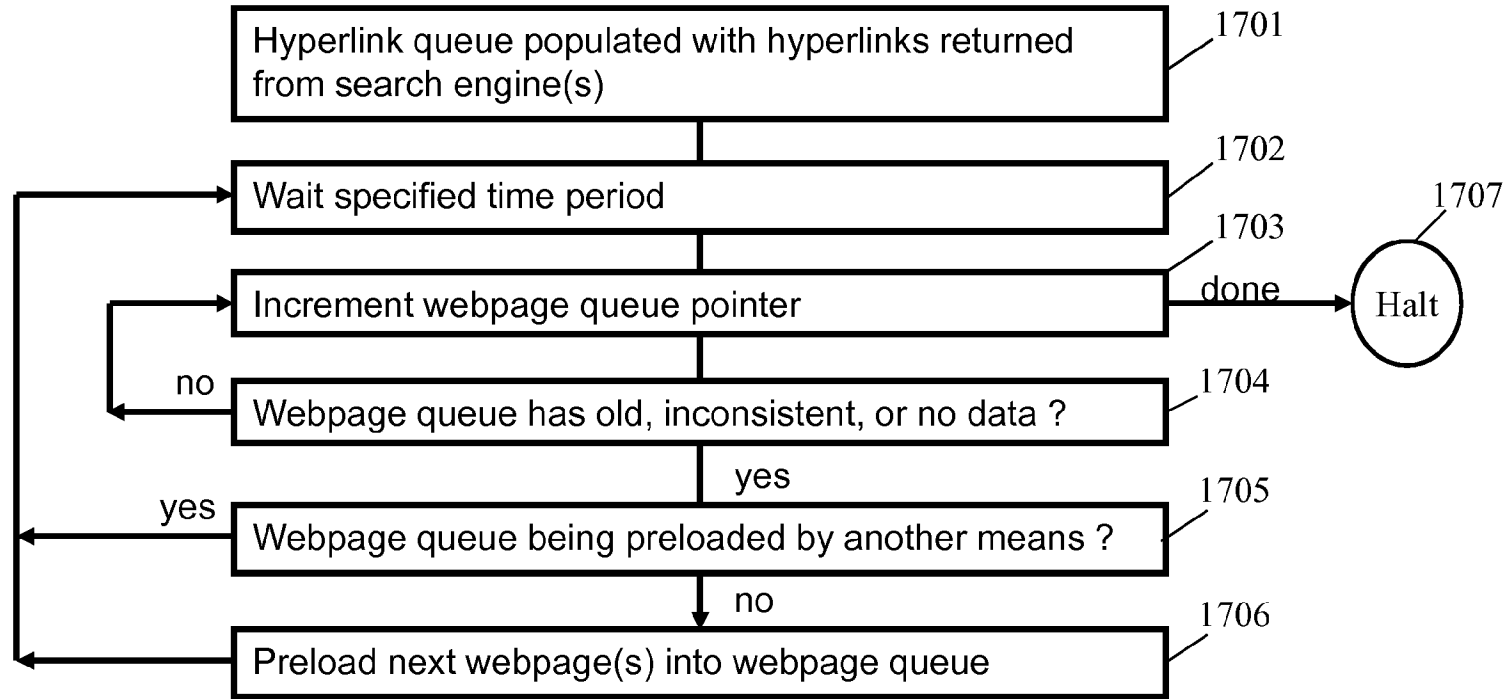 Hyperlink queue populated with hyperlinks returned
from search engine(s)
1701
Wait specified time period
1702
Increment webpage queue pointer
1703
done
Halt
1707
Webpage queue has old, inconsistent, or no data ?
1704
no
yes
Webpage queue being preloaded by another means ?
1705
yes
no
Preload next webpage(s) into webpage queue
1706